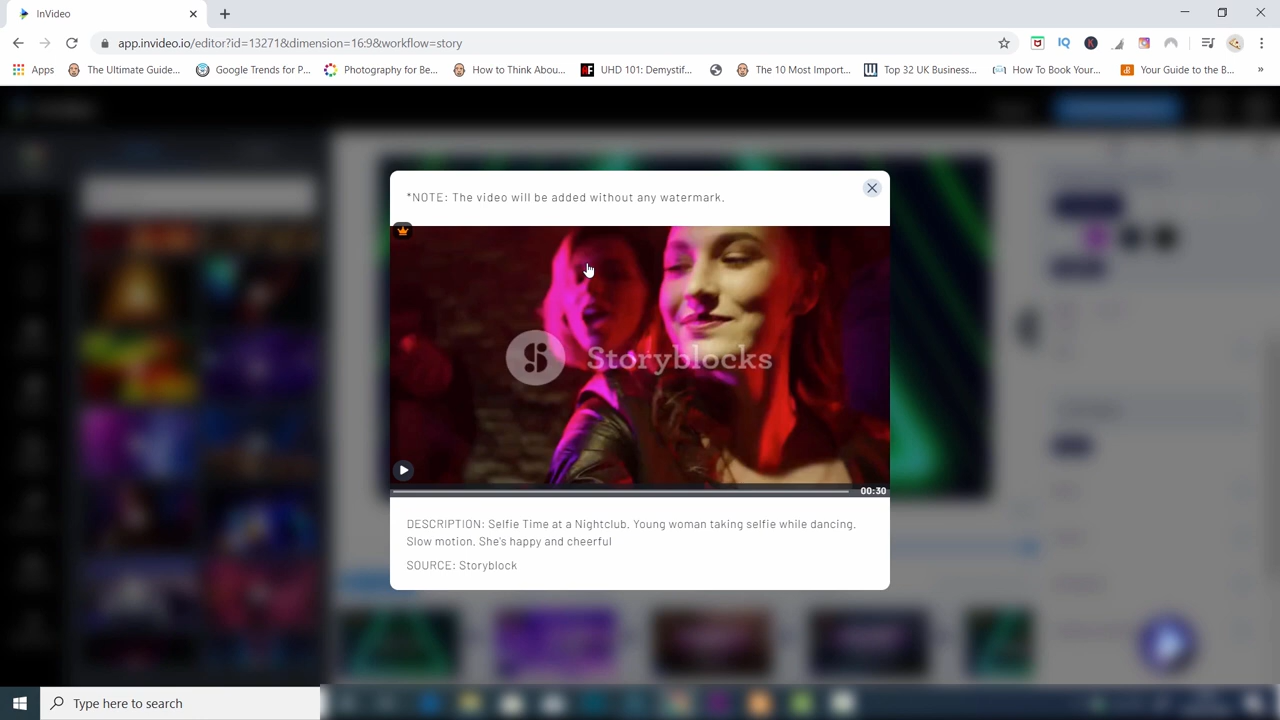 InVideo
app.invideo.io/editor?id=13271&dimension=16:9&workflow=story
Apps
The Ultimate Guide...
Google Trends for P...
Photography for Be...
How to Think Abou...
UHD 101: Demystif...
The 10 Most Import...
Top 32 UK Business...
How To Book Your...
Your Guide to the B...
»
*NOTE: The video will be added without any watermark.
Storyblocks
00:30
DESCRIPTION: Selfie Time at a Nightclub. Young woman taking selfie while dancing.
Slow motion. She's happy and cheerful
SOURCE: Storyblock
Type here to search